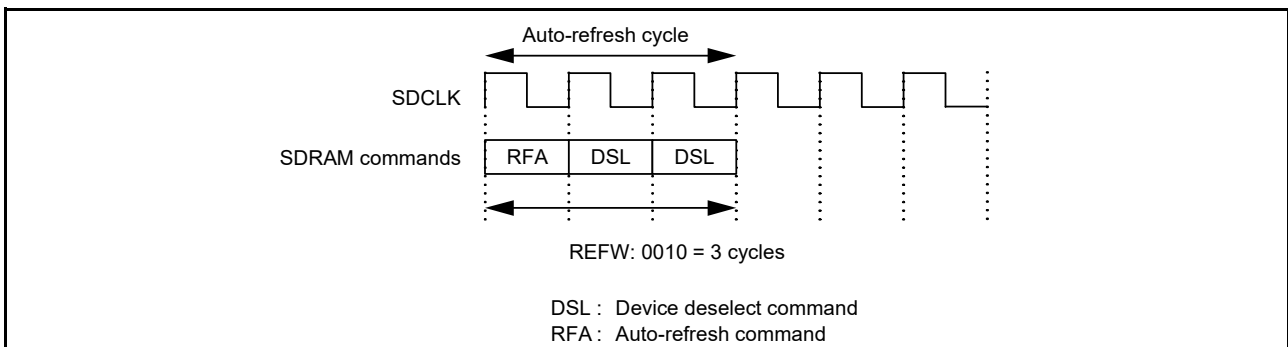 Auto-refresh cycle
SDCLK
SDRAM commands RFA DSL DSL
REFW: 0010 = 3 cycles
DSL : Device deselect command
RFA : Auto-refresh command